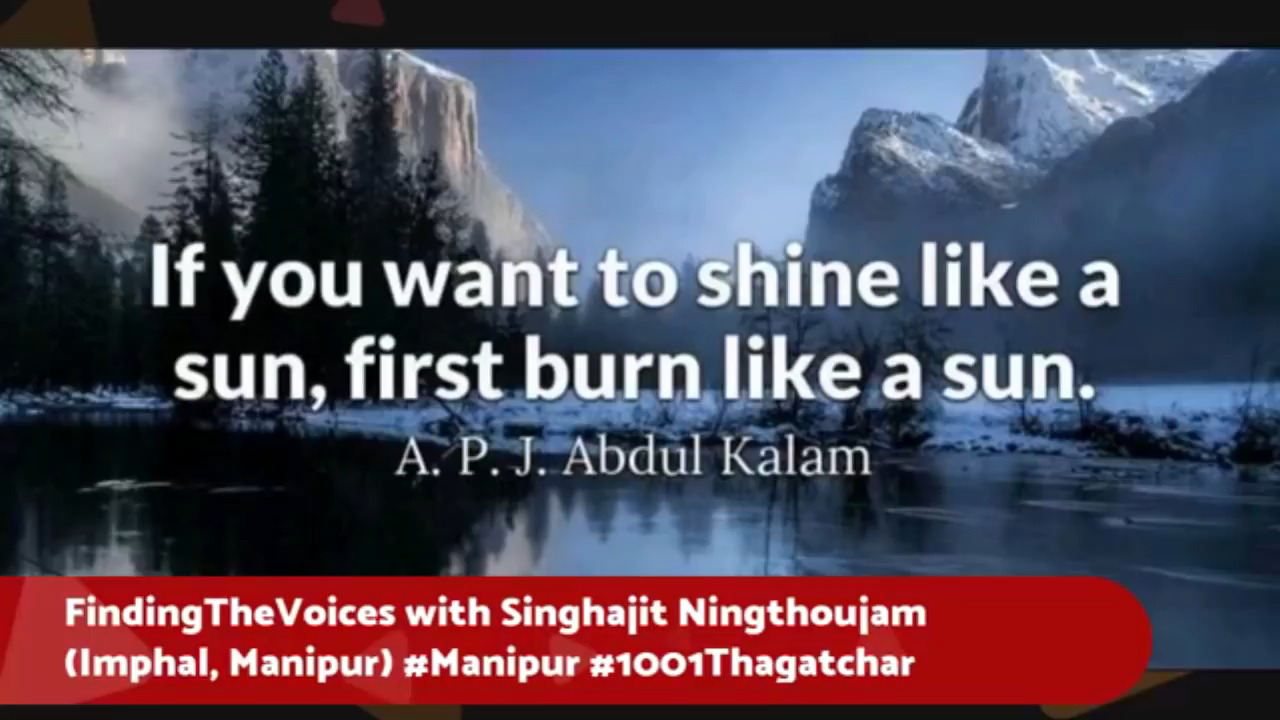 If you want to shine like a
sun, first burn like a sun.
A. P. J. Abdul Kalam
FindingTheVoices with Singhajit Ningthoujam
(Imphal, Manipur) #Manipur #1001Thagatchar